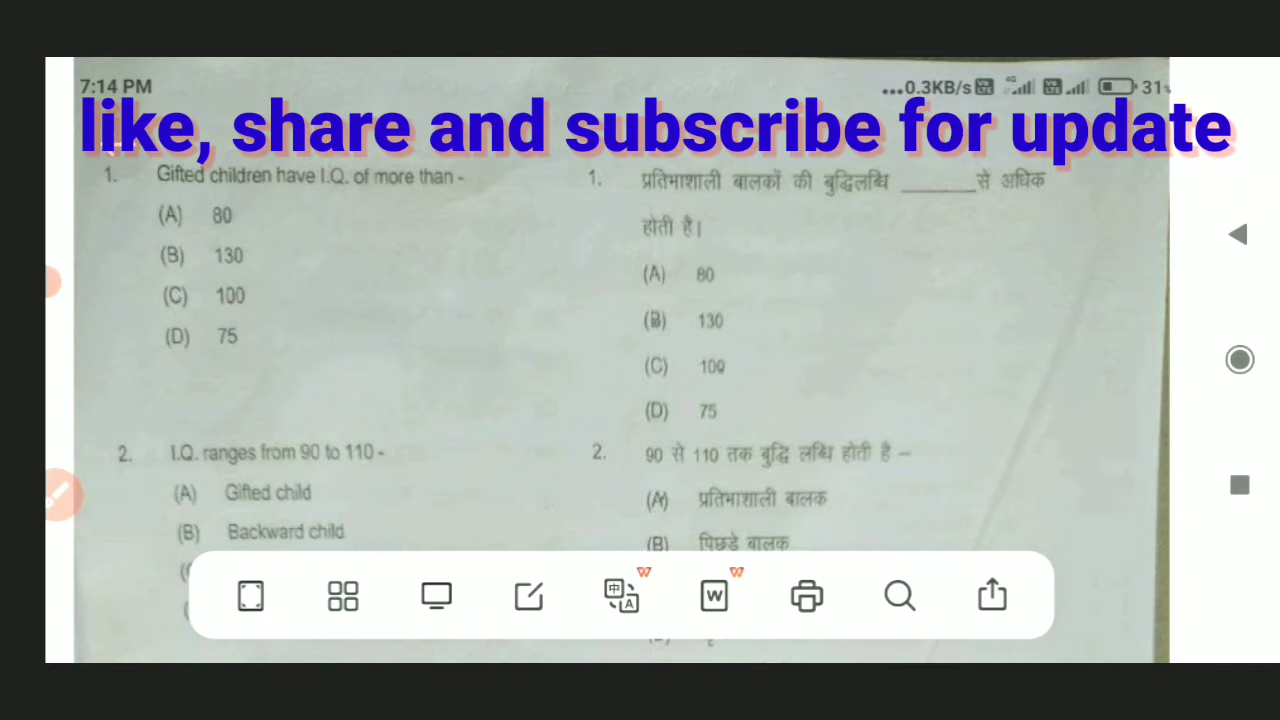 7:14 PM
...0.3KB/s 4G 31
like, share and subscribe for update
1. Gifted children have I.Q. of more than -
(A) 80
(B) 130
(C) 100
(D) 75
2. I.Q. ranges from 90 to 110 -
(A) Gifted child
(B) Backward child
1. प्रतिभाशाली बालकों की बुद्धिलब्धि ______से अधिक
होती है।
(A) 80
(B) 130
(C) 100
(D) 75
2. 90 से 110 तक बुद्धि लब्धि होती है –
(A) प्रतिभाशाली बालक
(B) पिछड़े बालक